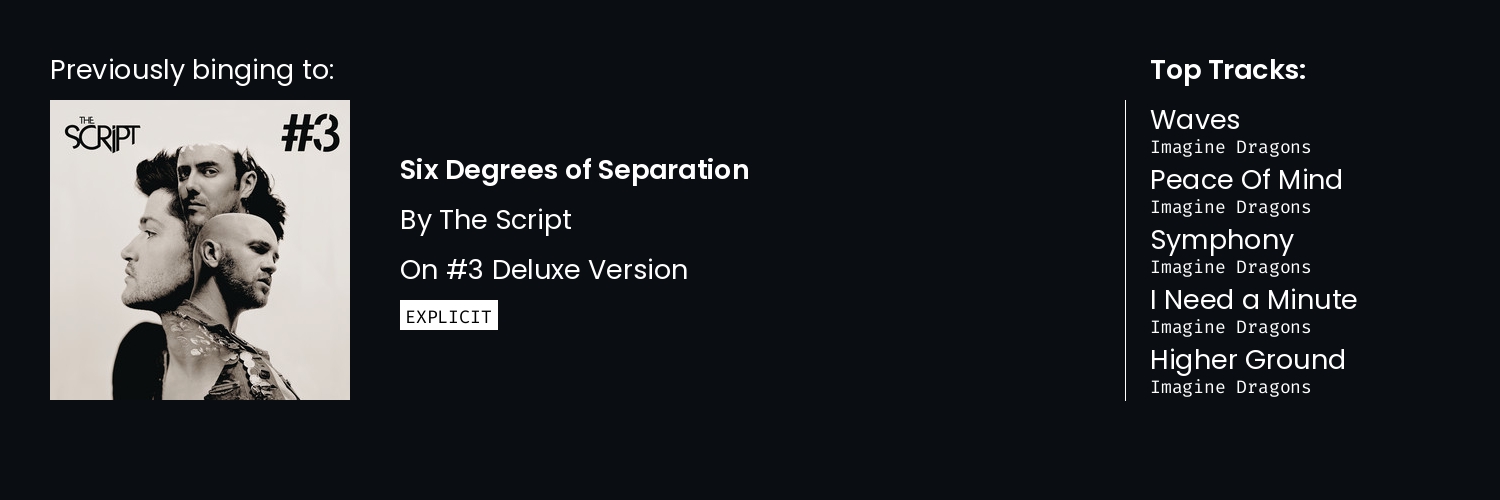 Previously binging to:
THE
SCRiPT
#3
Six Degrees of Separation
By The Script
On #3 Deluxe Version
EXPLICIT
Top Tracks:
Waves
Imagine Dragons
Peace Of Mind
Imagine Dragons
Symphony
Imagine Dragons
I Need a Minute
Imagine Dragons
Higher Ground
Imagine Dragons